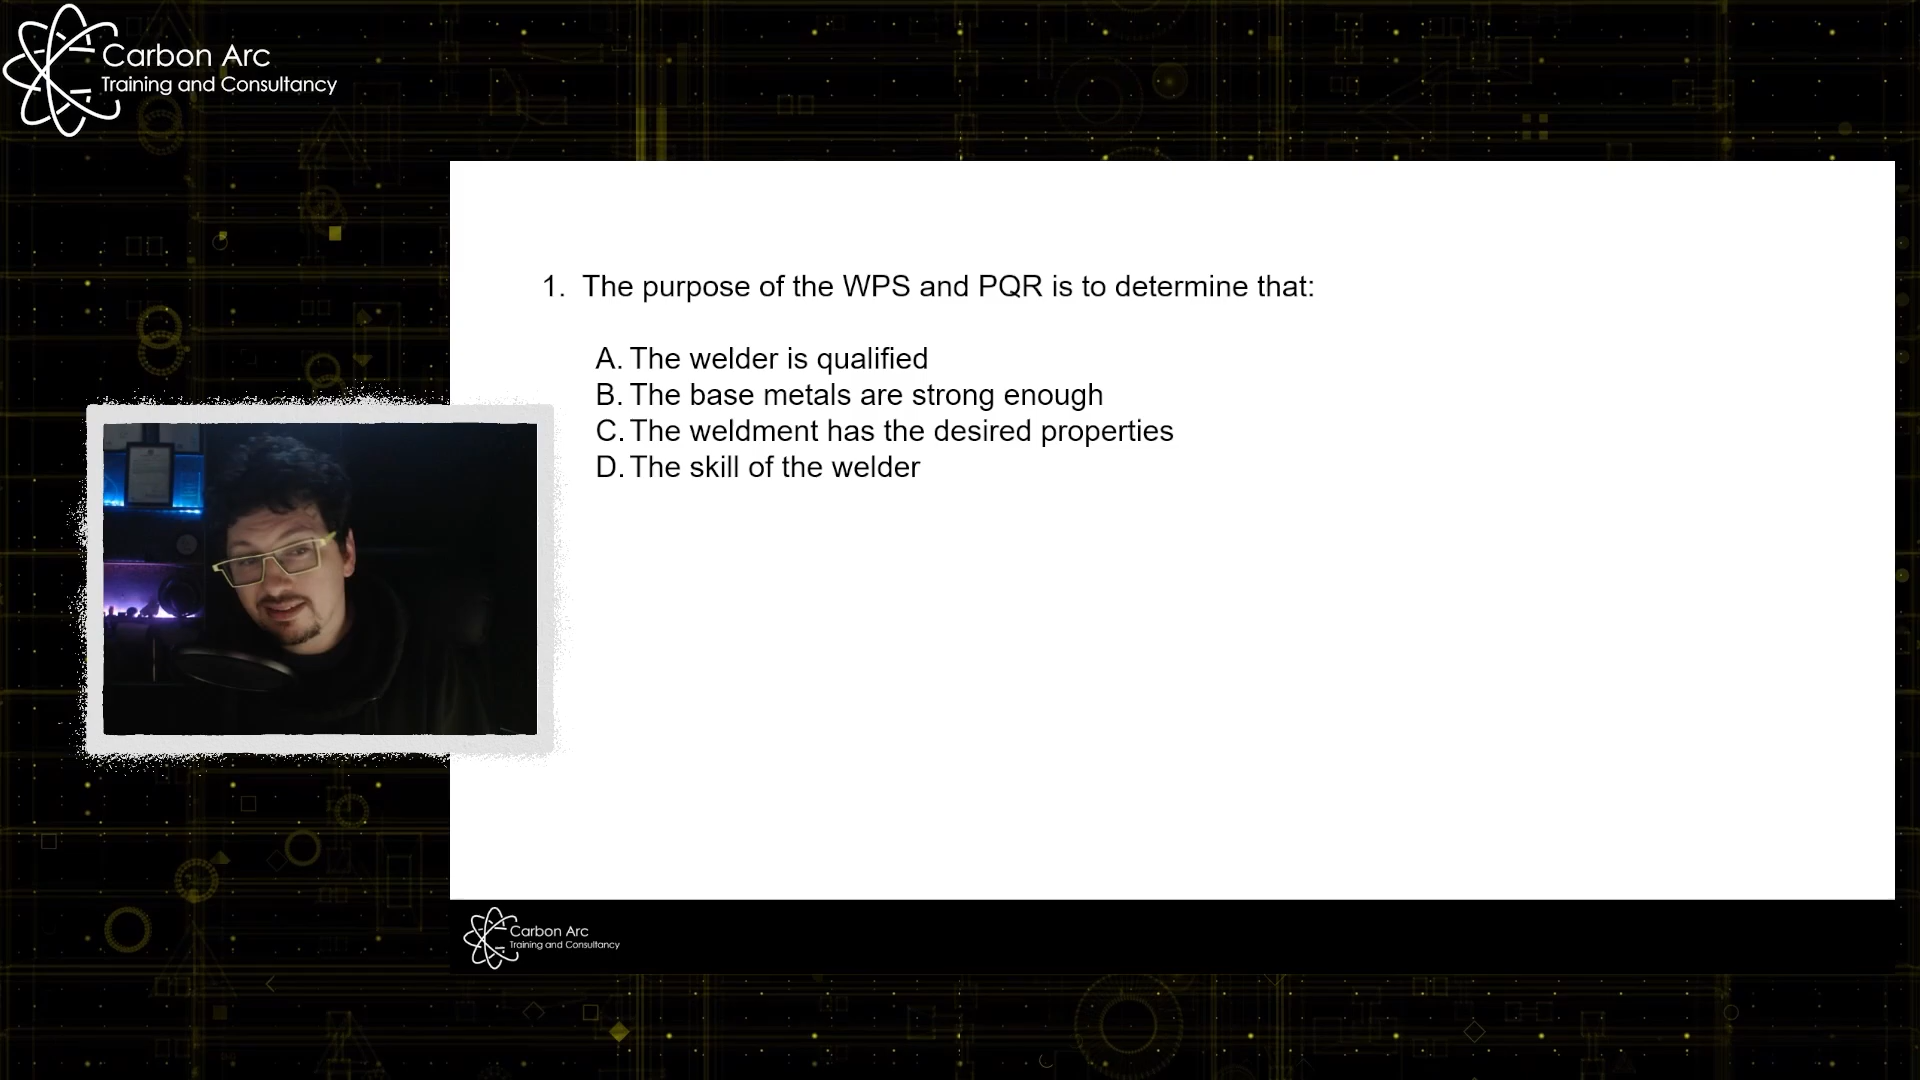 Carbon Arc
Training and Consultancy
1. The purpose of the WPS and PQR is to determine that:
A. The welder is qualified
B. The base metals are strong enough
C. The weldment has the desired properties
D. The skill of the welder
Carbon Arc
Training and Consultancy